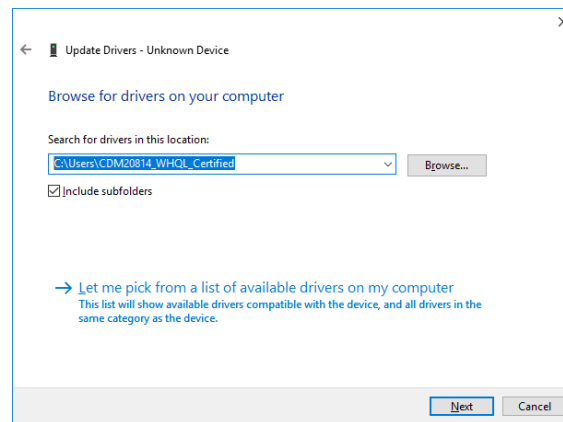 Update Drivers - Unknown Device
Browse for drivers on your computer
Search for drivers in this location:
C:\Users\CDM20814_WHQL_Certified
Browse...
Include subfolders
Let me pick from a list of available drivers on my computer
This list will show available drivers compatible with the device, and all drivers in the
same category as the device.
Next
Cancel